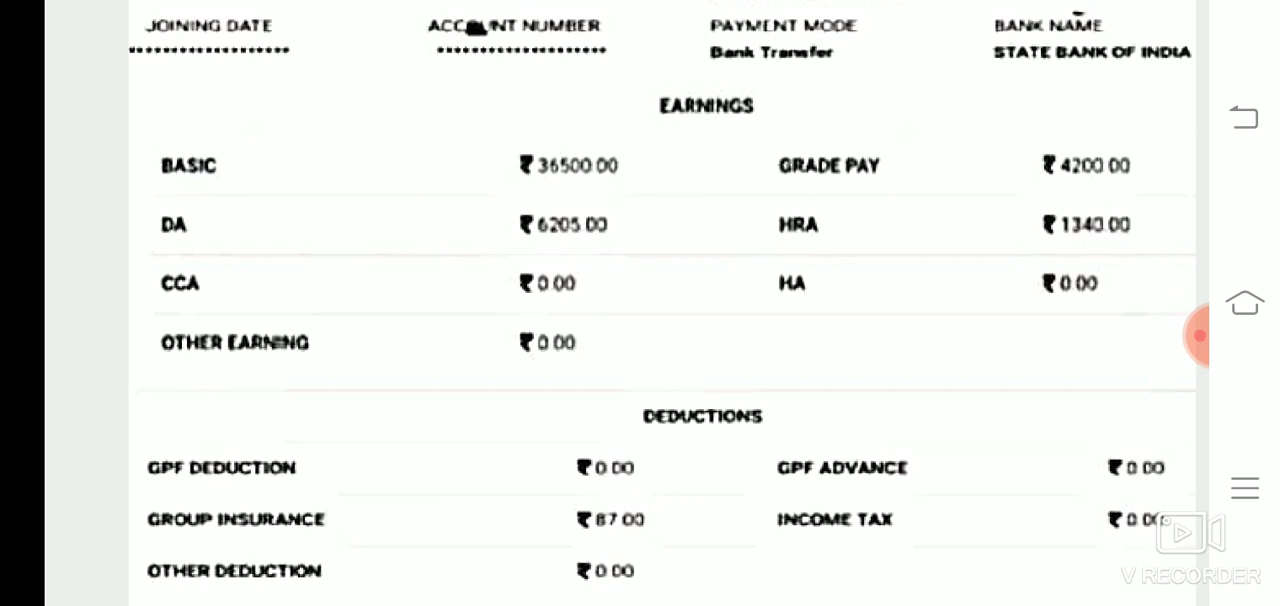 JOINING DATE ACCOUNT NUMBER PAYMENT MODE BANK NAME
***************** ***************** Bank Transfer STATE BANK OF INDIA
EARNINGS
BASIC ₹ 36500.00 GRADE PAY ₹ 4200.00
DA ₹ 6205.00 HRA ₹ 1340.00
CCA ₹ 0.00 HA ₹ 0.00
OTHER EARNING ₹ 0.00
DEDUCTIONS
GPF DEDUCTION ₹ 0.00 GPF ADVANCE ₹ 0.00
GROUP INSURANCE ₹ 87.00 INCOME TAX ₹ 0.00
OTHER DEDUCTION ₹ 0.00
V RECORDER